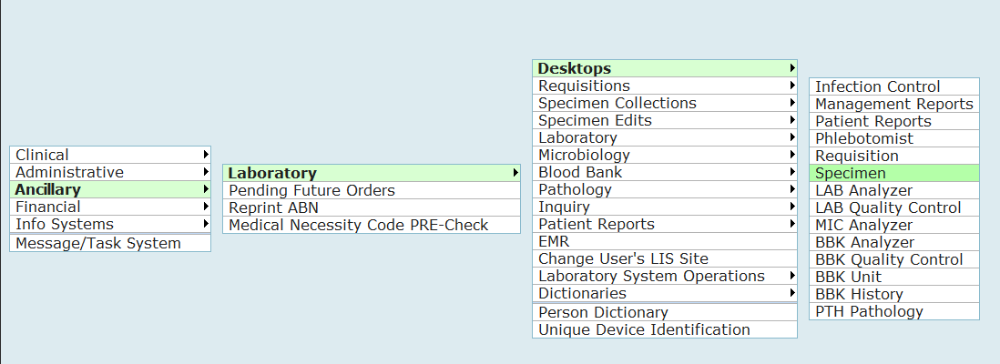 Clinical
Administrative
Ancillary
Financial
Info Systems
Message/Task System
Laboratory
Pending Future Orders
Reprint ABN
Medical Necessity Code PRE-Check
Desktops
Requisitions
Specimen Collections
Specimen Edits
Laboratory
Microbiology
Blood Bank
Pathology
Inquiry
Patient Reports
EMR
Change User's LIS Site
Laboratory System Operations
Dictionaries
Person Dictionary
Unique Device Identification
Infection Control
Management Reports
Patient Reports
Phlebotomist
Requisition
Specimen
LAB Analyzer
LAB Quality Control
MIC Analyzer
BBK Analyzer
BBK Quality Control
BBK Unit
BBK History
PTH Pathology